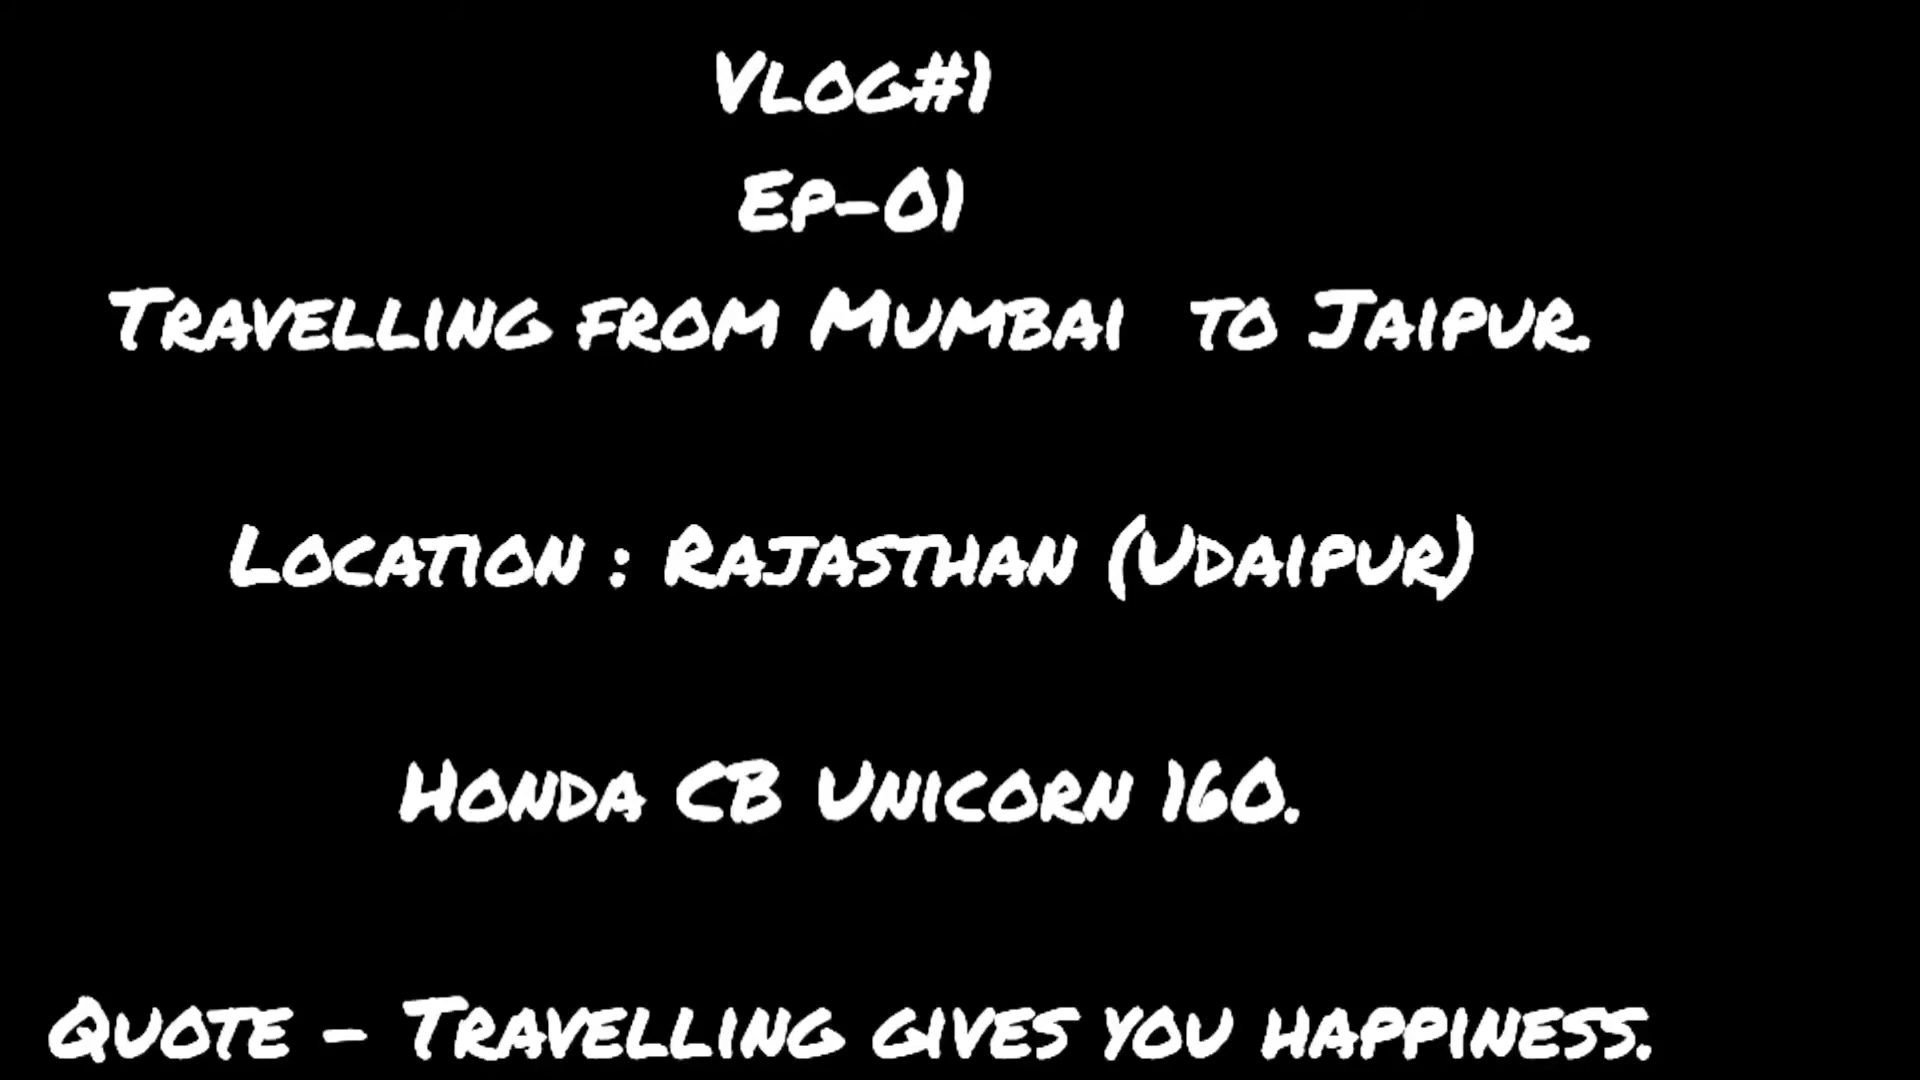 Vlog#1
Ep-01
Travelling from Mumbai to Jaipur.
Location : Rajasthan (Udaipur)
Honda CB Unicorn 160.
Quote - Travelling gives you happiness.